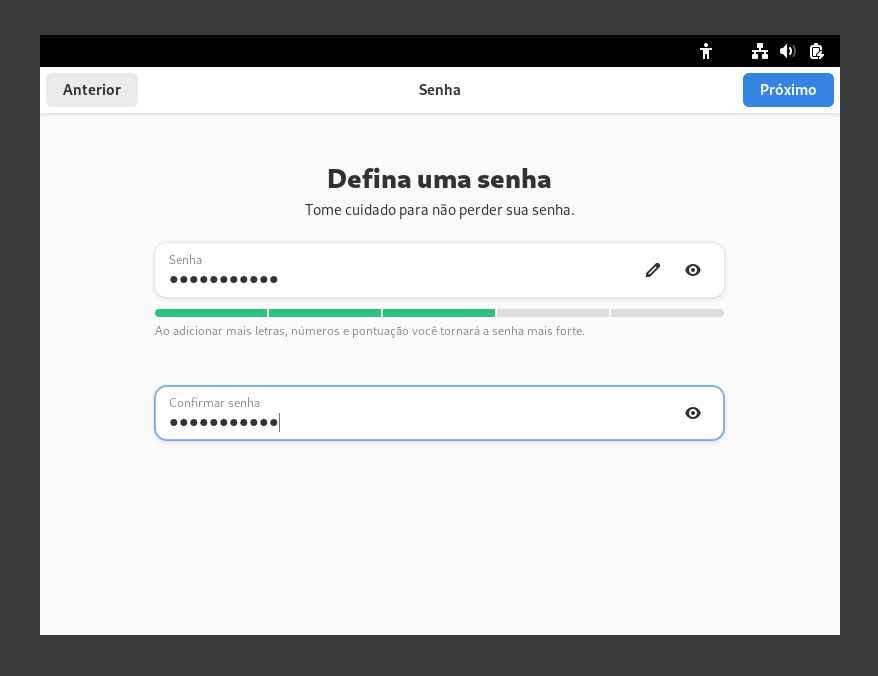 Anterior
Senha
Próximo
Defina uma senha
Tome cuidado para não perder sua senha.
Senha
●●●●●●●●●●●
Ao adicionar mais letras, números e pontuação você tornará a senha mais forte.
Confirmar senha
●●●●●●●●●●●